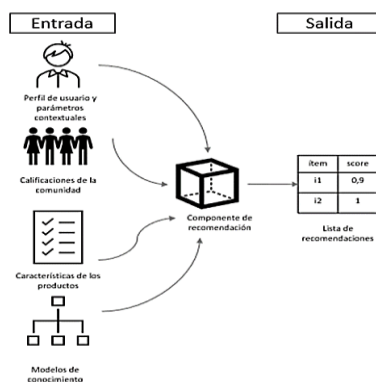 Entrada
Salida
Perfil de usuario y
parámetros
contextuales
Calificaciones de la
comunidad
Características de los
productos
Modelos de
conocimiento
Componente de
recomendación
item score
i1 0,9
i2 1
Lista de
recomendaciones